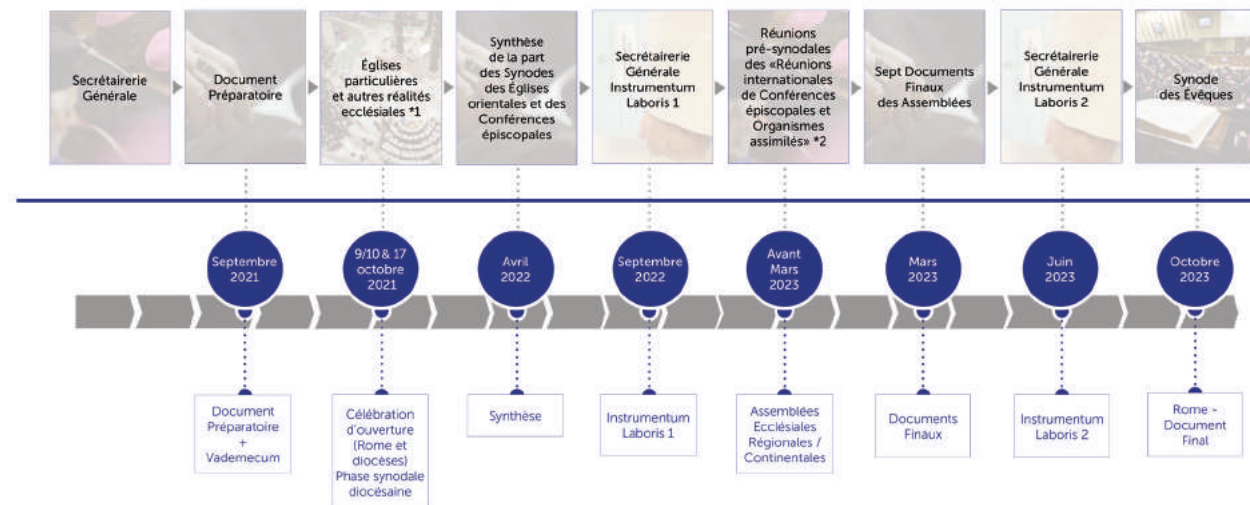 Secrétairerie
Générale
Document
Préparatoire
Églises
particulières
et autres réalités
ecclésiales *1
Synthèse
de la part
des Synodes
des Églises
orientales et des
Conférences
épiscopales
Secrétairerie
Générale
Instrumentum
Laboris 1
Réunions
pré-synodales
des «Réunions
internationales
de Conférences
épiscopales et
Organismes
assimilés» *2
Sept Documents
Finaux
des Assemblées
Secrétairerie
Générale
Instrumentum
Laboris 2
Synode
des Évêques
Septembre
2021
9/10 & 17
octobre
2021
Avril
2022
Septembre
2022
Avant
Mars
2023
Mars
2023
Juin
2023
Octobre
2023
Document
Préparatoire
+
Vademecum
Célébration
d'ouverture
(Rome et
diocèses)
Phase synodale
diocésaine
Synthèse
Instrumentum
Laboris 1
Assemblées
Ecclésiales
Régionales /
Continentales
Documents
Finaux
Instrumentum
Laboris 2
Rome -
Document
Final